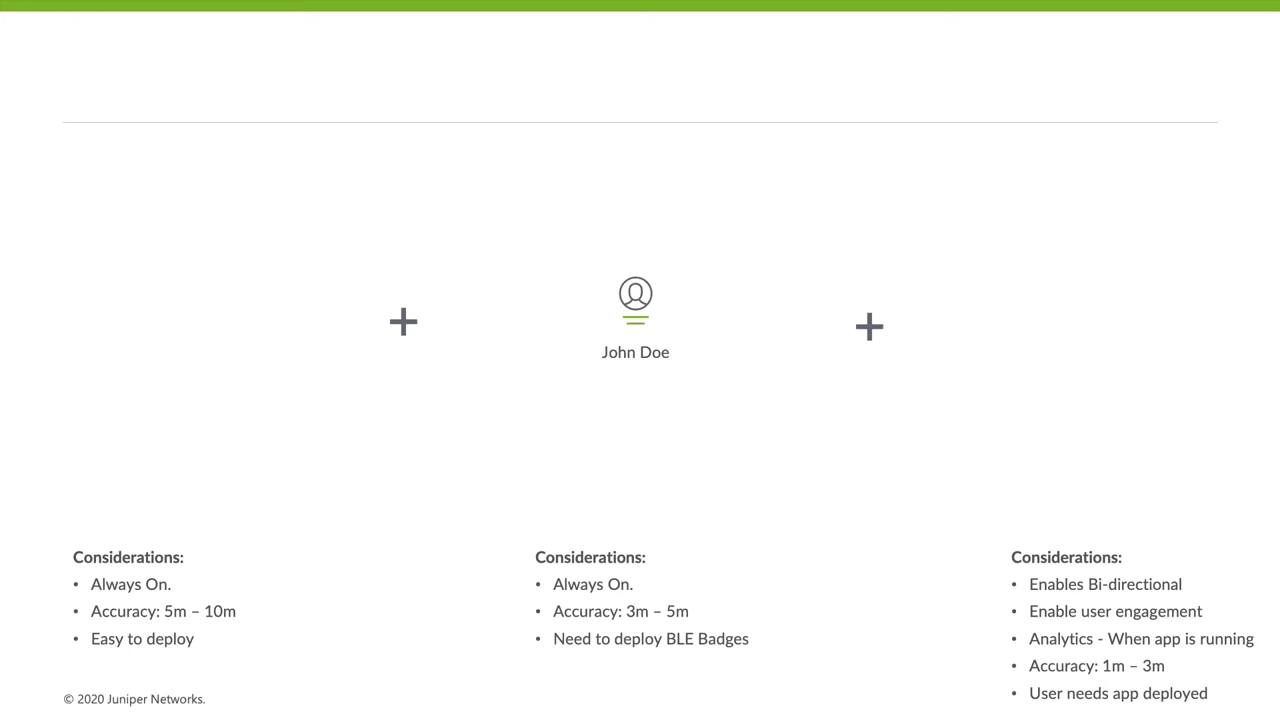 John Doe
Considerations:
• Always On.
• Accuracy: 5m – 10m
• Easy to deploy
Considerations:
• Always On.
• Accuracy: 3m – 5m
• Need to deploy BLE Badges
Considerations:
• Enables Bi-directional
• Enable user engagement
• Analytics - When app is running
• Accuracy: 1m – 3m
• User needs app deployed
© 2020 Juniper Networks.